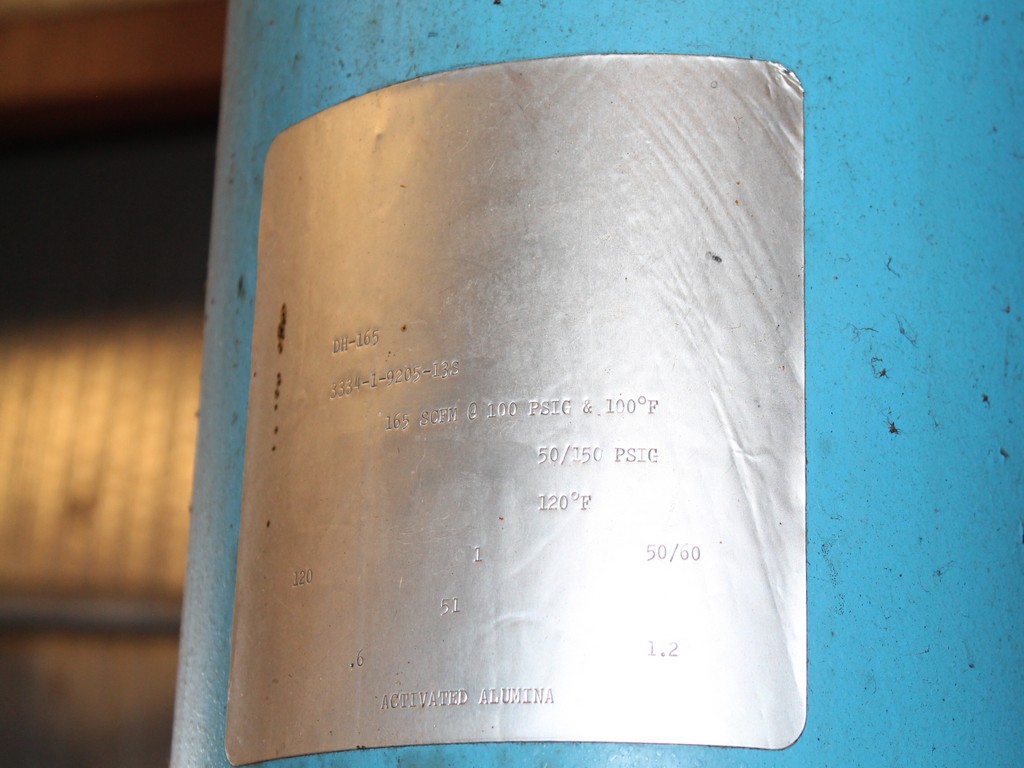 DH-165
3334-1-9205-13S
165 SCFM @ 100 PSIG & 100°F
50/150 PSIG
120°F
120 1 50/60
51
.6 1.2
ACTIVATED ALUMINA